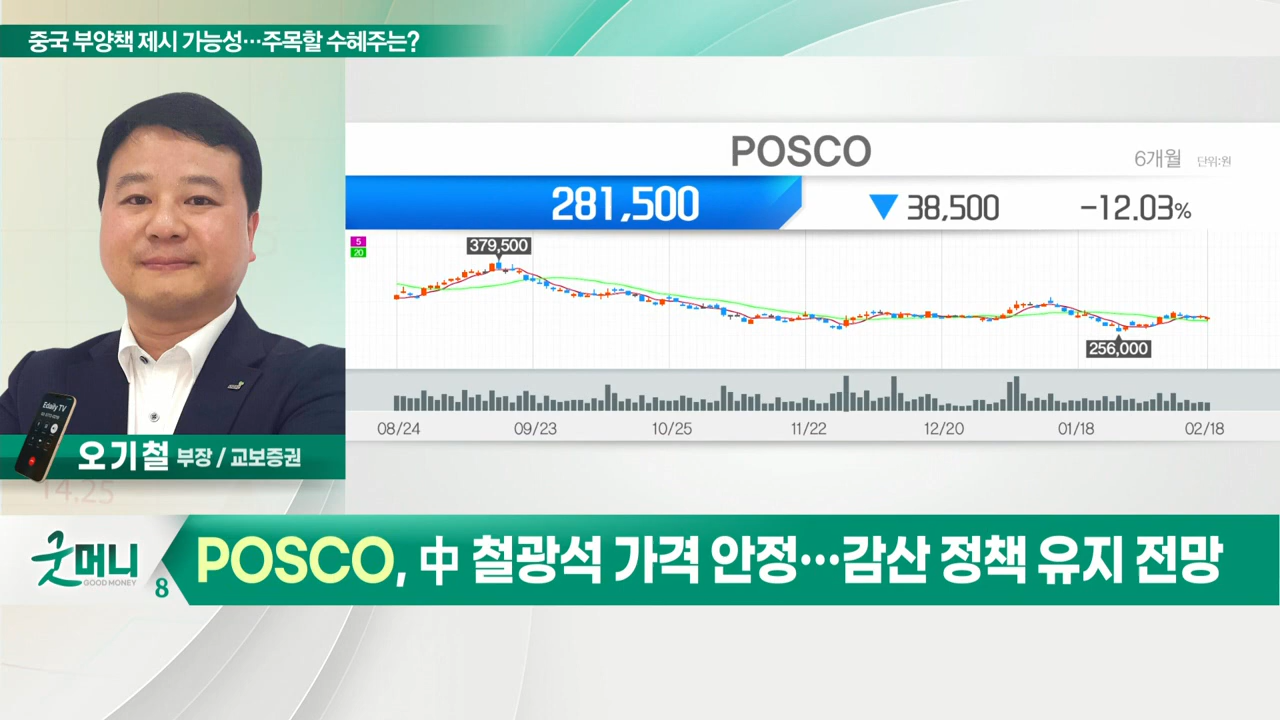 중국 부양책 제시 가능성…주목할 수혜주는?
POSCO
6개월 단위:원
281,500 ▼ 38,500 -12.03%
5
20
379,500
256,000
08/24 09/23 10/25 11/22 12/20 01/18 02/18
Edaily TV
오기철 부장 / 교보증권
14.25
굿머니
GOOD MONEY
8
POSCO, 中 철광석 가격 안정…감산 정책 유지 전망